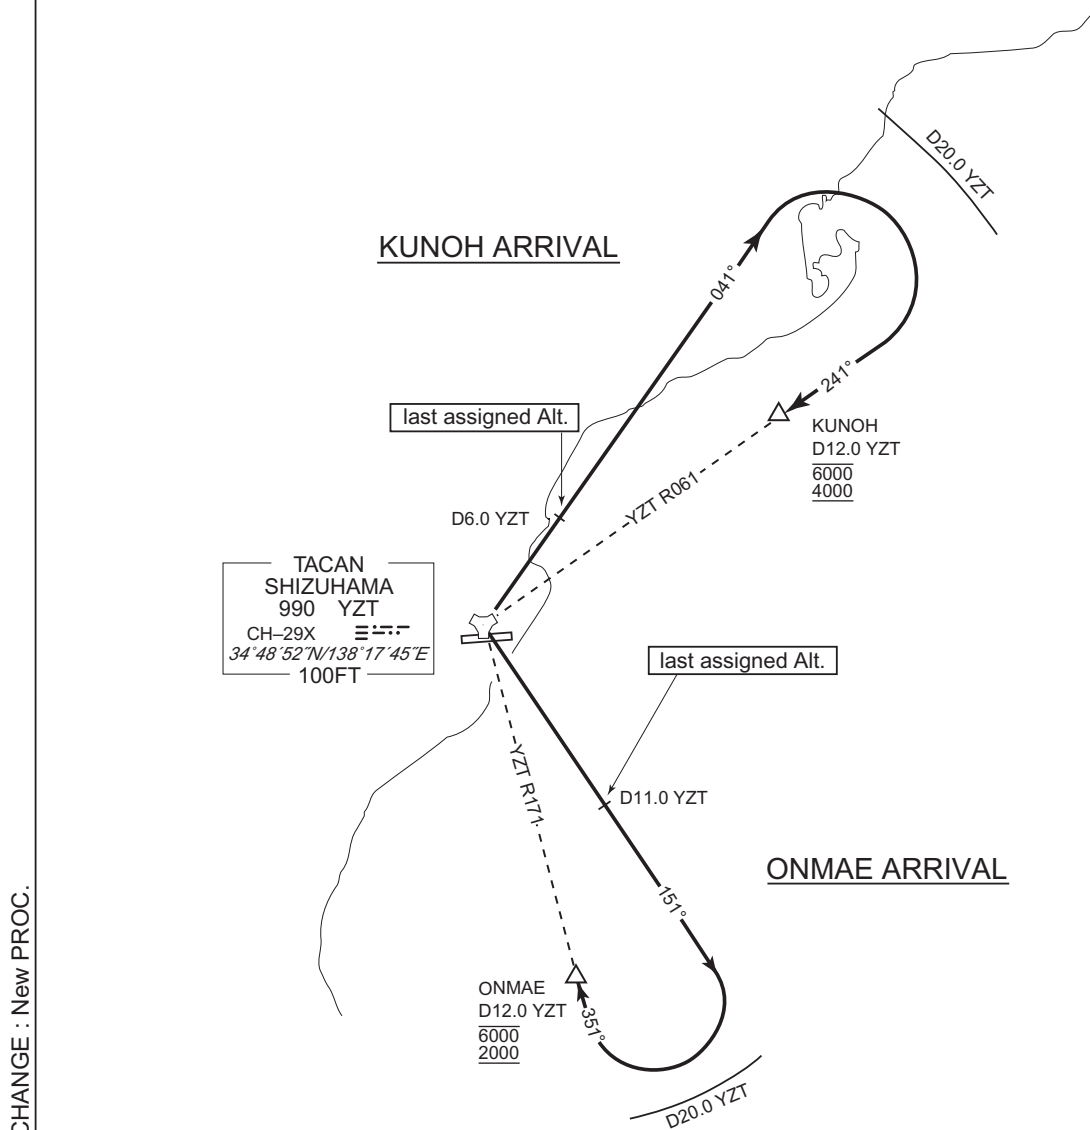 D20.0 YZT
KUNOH ARRIVAL
041°
241°
last assigned Alt.
KUNOH
D12.0 YZT
6000
4000
YZT R061
D6.0 YZT
TACAN
SHIZUHAMA
990 YZT
CH–29X
34°48´52˝N/138°17´45˝E
100FT
last assigned Alt.
YZT R171
D11.0 YZT
ONMAE ARRIVAL
151°
ONMAE
D12.0 YZT
6000
2000
351°
D20.0 YZT
CHANGE : New PROC.